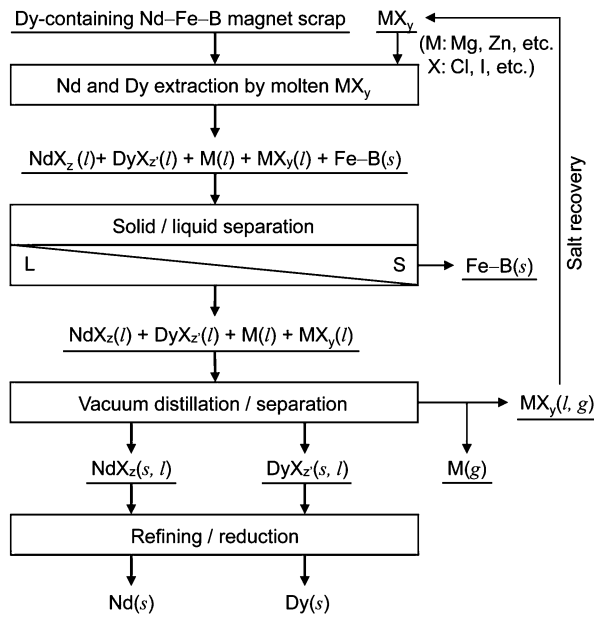 Dy-containing Nd–Fe–B magnet scrap
MXy
(M: Mg, Zn, etc.
X: Cl, I, etc.)
Nd and Dy extraction by molten MXy
NdXz (l)+ DyXz'(l) + M(l) + MXy(l) + Fe–B(s)
Solid / liquid separation
L
S
Fe–B(s)
Salt recovery
NdXz(l) + DyXz'(l) + M(l) + MXy(l)
Vacuum distillation / separation
MXy(l, g)
NdXz(s, l)
DyXz'(s, l)
M(g)
Refining / reduction
Nd(s)
Dy(s)